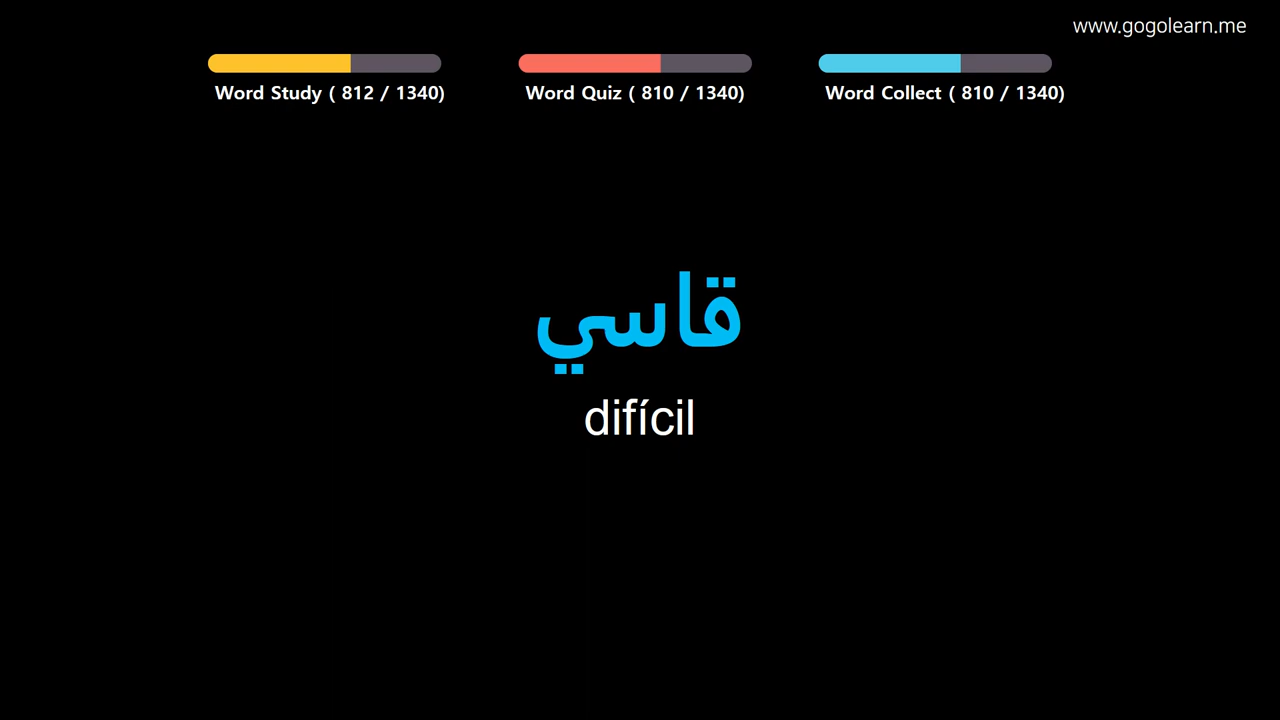 www.gogolearn.me
Word Study ( 812 / 1340)
Word Quiz ( 810 / 1340)
Word Collect ( 810 / 1340)
قاسي
difícil